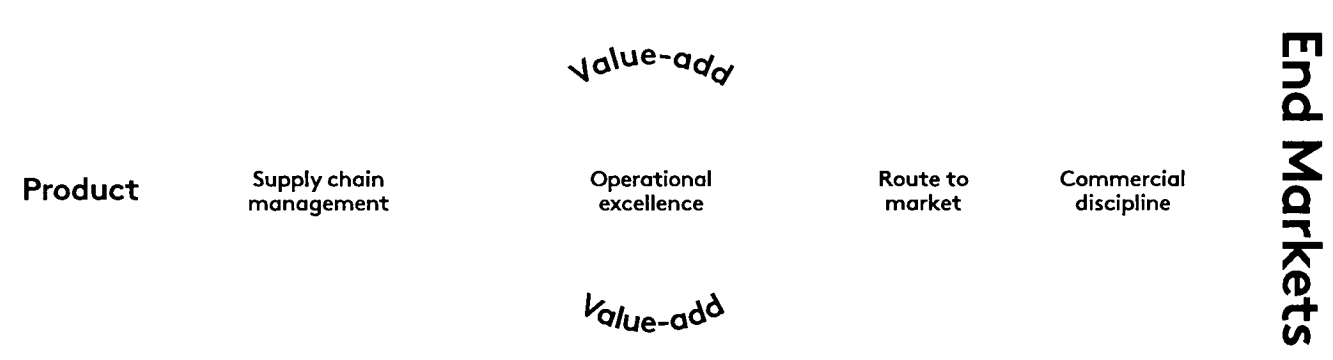 Value-add
Product
Supply chain
management
Operational
excellence
Route to
market
Commercial
discipline
Value-add
End Markets